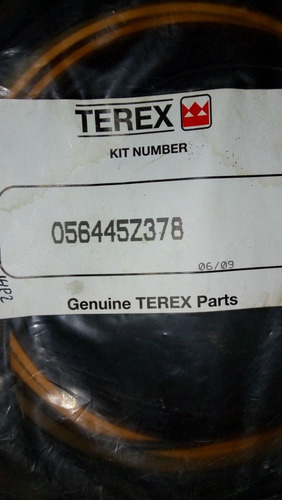 TEREX
KIT NUMBER
056445Z378
06/09
Genuine TEREX Parts